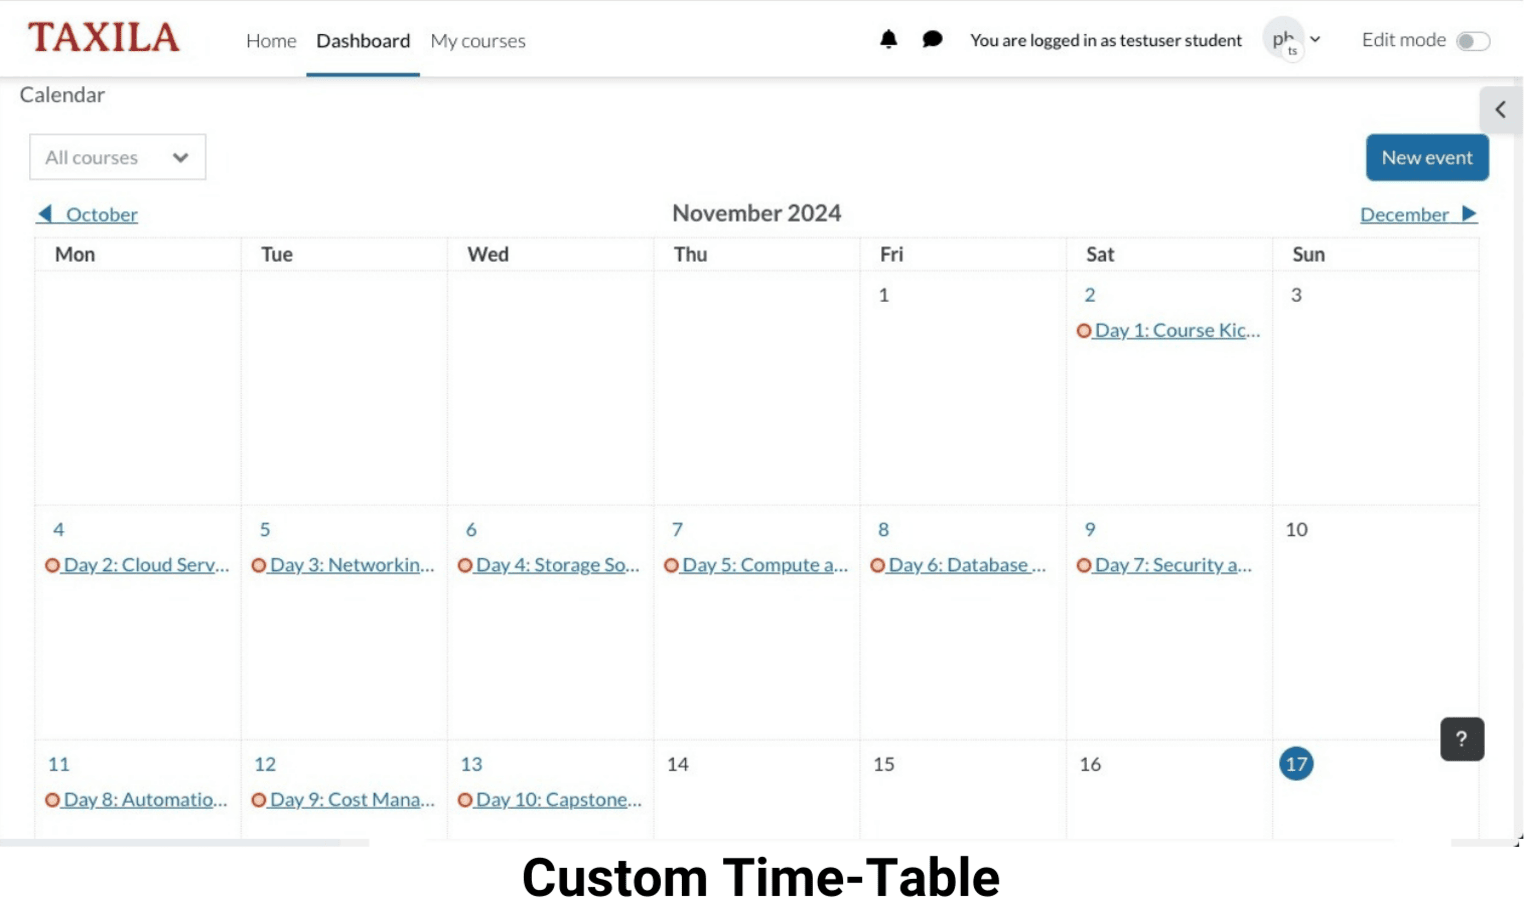 TAXILA Home Dashboard My courses You are logged in as testuser student ph ts Edit mode
Calendar
All courses New event
October November 2024 December
Mon Tue Wed Thu Fri Sat Sun
1 2 3
Day 1: Course Kic...
4 5 6 7 8 9 10
Day 2: Cloud Serv... Day 3: Networkin... Day 4: Storage So... Day 5: Compute a... Day 6: Database ... Day 7: Security a...
?
11 12 13 14 15 16 17
Day 8: Automatio... Day 9: Cost Mana... Day 10: Capstone...
Custom Time-Table